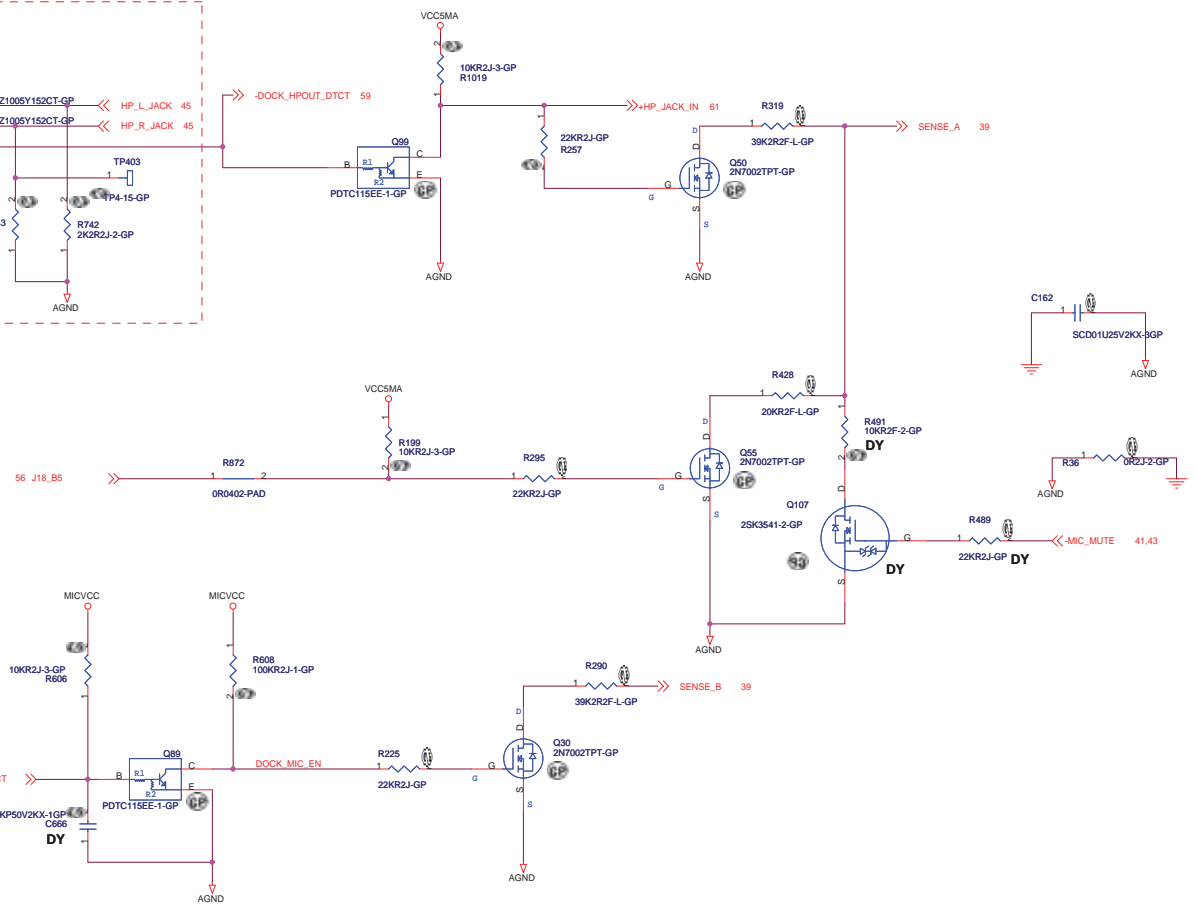 VCC5MA
10KR2J-3-GP
R1019
Z1005Y152CT-GP
HP_L_JACK 45
Z1005Y152CT-GP
HP_R_JACK 45
-DOCK_HPOUT_DTCT 59
+HP_JACK_IN 61
R319
39K2R2F-L-GP
SENSE_A 39
22KR2J-GP
R257
Q99
B
R1
R2
C
E
PDTC115EE-1-GP
TP403
TP4-15-GP
R742
2K2R2J-2-GP
3
AGND
AGND
D
D
Q50
2N7002TPT-GP
G
G
S
S
AGND
C162
SCD01U25V2KX-3GP
AGND
VCC5MA
R199
10KR2J-3-GP
56 J18_B5
R872
1
2
0R0402-PAD
R295
22KR2J-GP
R428
20KR2F-L-GP
R491
10KR2F-2-GP
DY
D
D
Q55
2N7002TPT-GP
G
G
S
S
R36
0R2J-2-GP
AGND
Q107
2SK3541-2-GP
D
G
S
DY
R489
22KR2J-GP
DY
-MIC_MUTE 41,43
AGND
MICVCC
MICVCC
10KR2J-3-GP
R606
R608
100KR2J-1-GP
R290
39K2R2F-L-GP
SENSE_B 39
CT
Q89
B
R1
R2
C
E
PDTC115EE-1-GP
DOCK_MIC_EN
R225
22KR2J-GP
D
D
Q30
2N7002TPT-GP
G
G
S
S
KP50V2KX-1GP
C666
DY
AGND
AGND